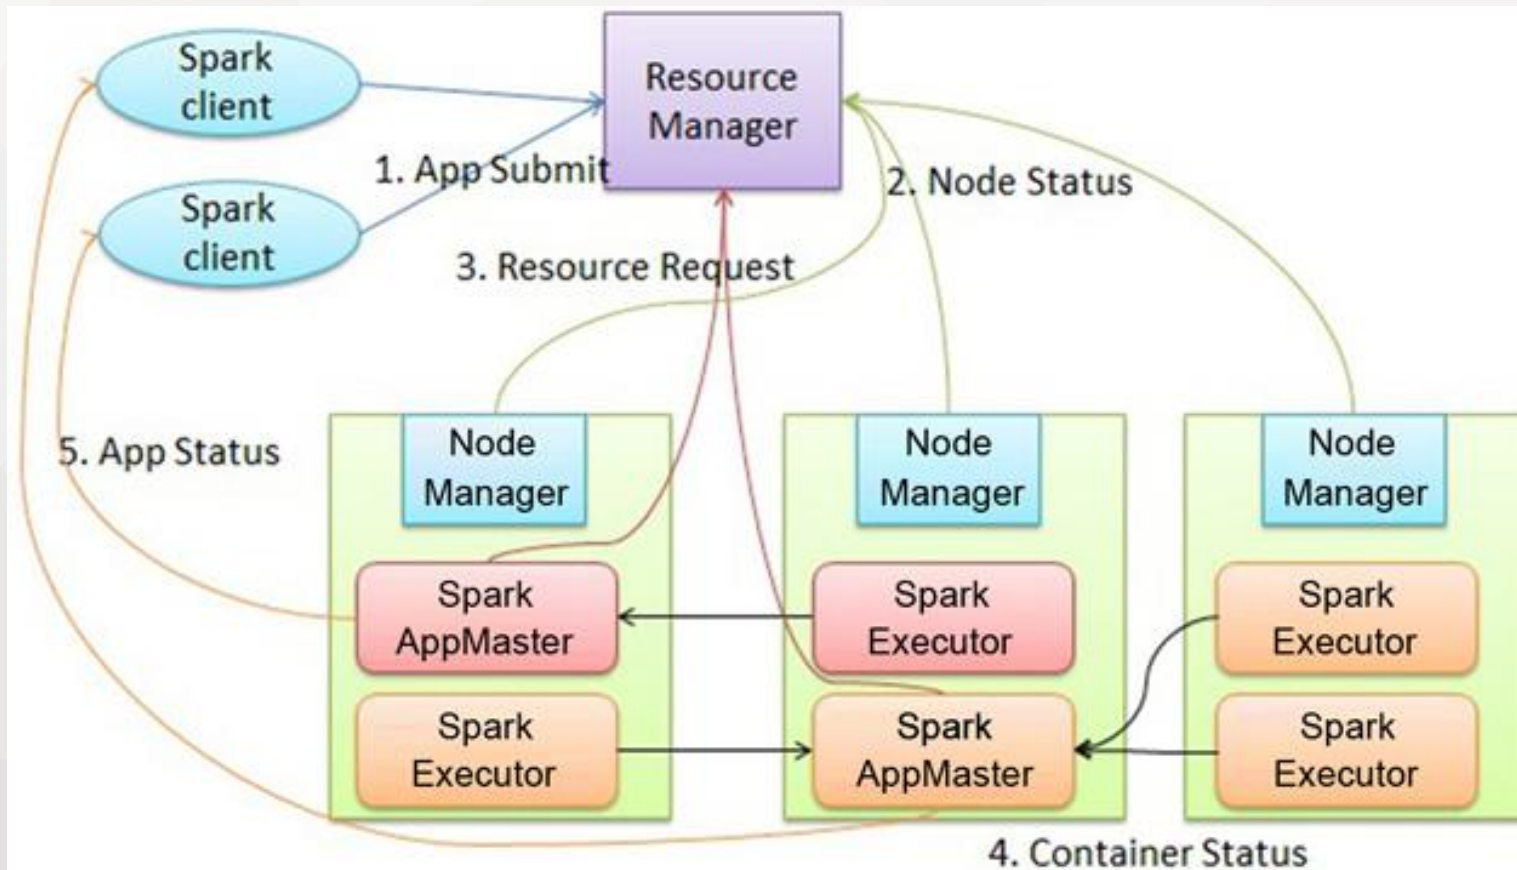 Spark
client
Resource
Manager
1. App Submit
2. Node Status
Spark
client
3. Resource Request
5. App Status
Node
Manager
Node
Manager
Node
Manager
Spark
AppMaster
Spark
Executor
Spark
Executor
Spark
Executor
Spark
AppMaster
Spark
Executor
4. Container Status